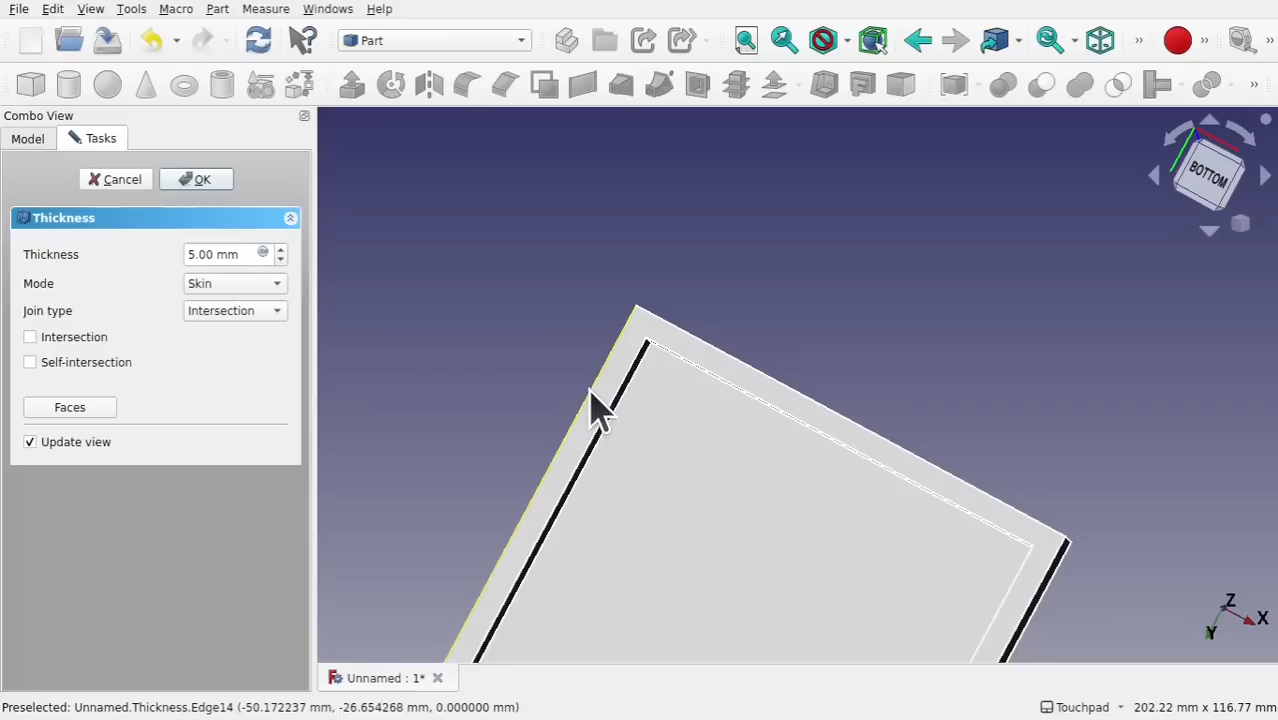 File Edit View Tools Macro Part Measure Windows Help
Part
Combo View
Model Tasks
Cancel OK
Thickness
Thickness 5.00 mm
Mode Skin
Join type Intersection
Intersection
Self-intersection
Faces
Update view
BOTTOM
Z
X
Y
Unnamed : 1*
Preselected: Unnamed.Thickness.Edge14 (-50.172237 mm, -26.654268 mm, 0.000000 mm) Touchpad 202.22 mm x 116.77 mm